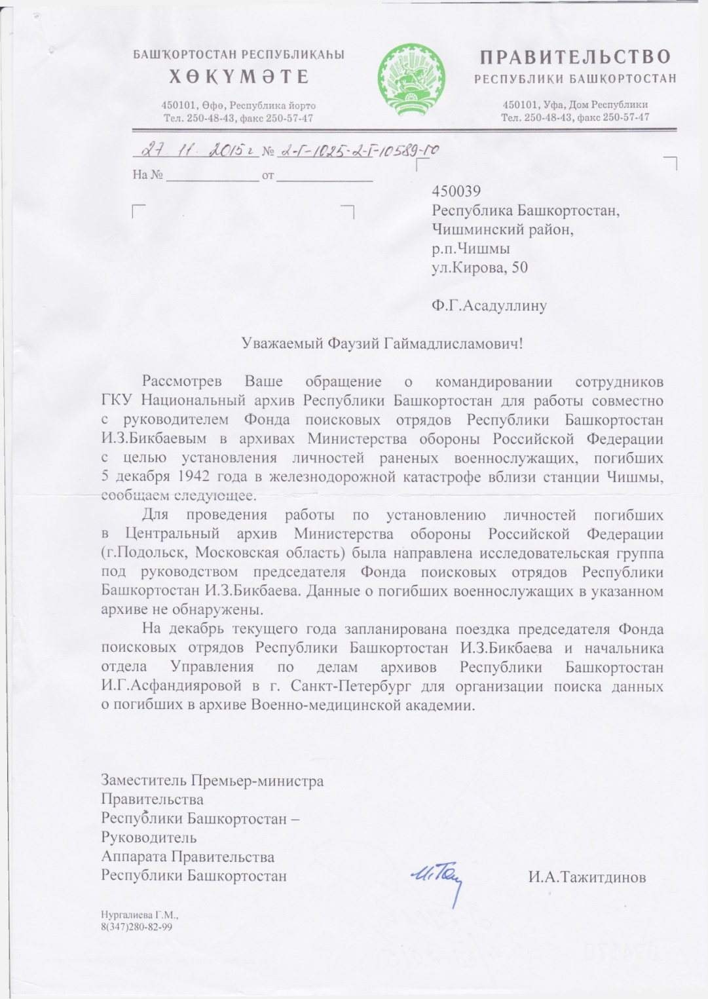 БАШҠОРТОСТАН РЕСПУБЛИКАҺЫ
ХӨКҮМӘТЕ
450101, Өфө, Республика йорто
Тел. 250-48-43, факс 250-57-47
ПРАВИТЕЛЬСТВО
РЕСПУБЛИКИ БАШКОРТОСТАН
450101, Уфа, Дом Республики
Тел. 250-48-43, факс 250-57-47
27. 11. 2015 г № 2-Г-1025-2-Г-10589-ГО
На № от
450039
Республика Башкортостан,
Чишминский район,
р.п.Чишмы
ул.Кирова, 50
Ф.Г.Асадуллину
Уважаемый Фаузий Гаймадлисламович!
Рассмотрев Ваше обращение о командировании сотрудников
ГКУ Национальный архив Республики Башкортостан для работы совместно
с руководителем Фонда поисковых отрядов Республики Башкортостан
И.З.Бикбаевым в архивах Министерства обороны Российской Федерации
с целью установления личностей раненых военнослужащих, погибших
5 декабря 1942 года в железнодорожной катастрофе вблизи станции Чишмы,
сообщаем следующее.
Для проведения работы по установлению личностей погибших
в Центральный архив Министерства обороны Российской Федерации
(г.Подольск, Московская область) была направлена исследовательская группа
под руководством председателя Фонда поисковых отрядов Республики
Башкортостан И.З.Бикбаева. Данные о погибших военнослужащих в указанном
архиве не обнаружены.
На декабрь текущего года запланирована поездка председателя Фонда
поисковых отрядов Республики Башкортостан И.З.Бикбаева и начальника
отдела Управления по делам архивов Республики Башкортостан
И.Г.Асфандияровой в г. Санкт-Петербург для организации поиска данных
о погибших в архиве Военно-медицинской академии.
Заместитель Премьер-министра
Правительства
Республики Башкортостан –
Руководитель
Аппарата Правительства
Республики Башкортостан
И.А.Тажитдинов
Нургалиева Г.М.,
8(347)280-82-99